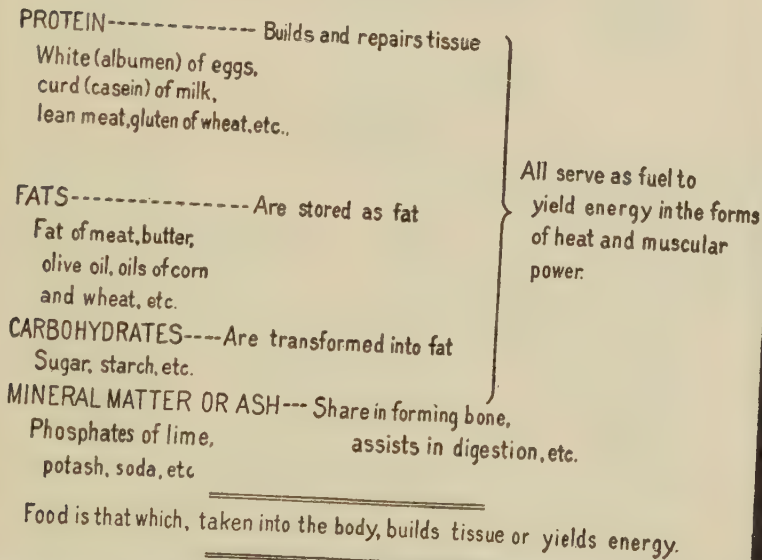 PROTEIN-------------- Builds and repairs tissue
White (albumen) of eggs,
curd (casein) of milk,
lean meat, gluten of wheat, etc..
FATS---------------- Are stored as fat
Fat of meat, butter,
olive oil, oils of corn
and wheat, etc.
All serve as fuel to
yield energy in the forms
of heat and muscular
power.
CARBOHYDRATES----Are transformed into fat
Sugar, starch, etc.
MINERAL MATTER OR ASH--- Share in forming bone,
assists in digestion, etc.
Phosphates of lime,
potash, soda, etc
Food is that which, taken into the body, builds tissue or yields energy.